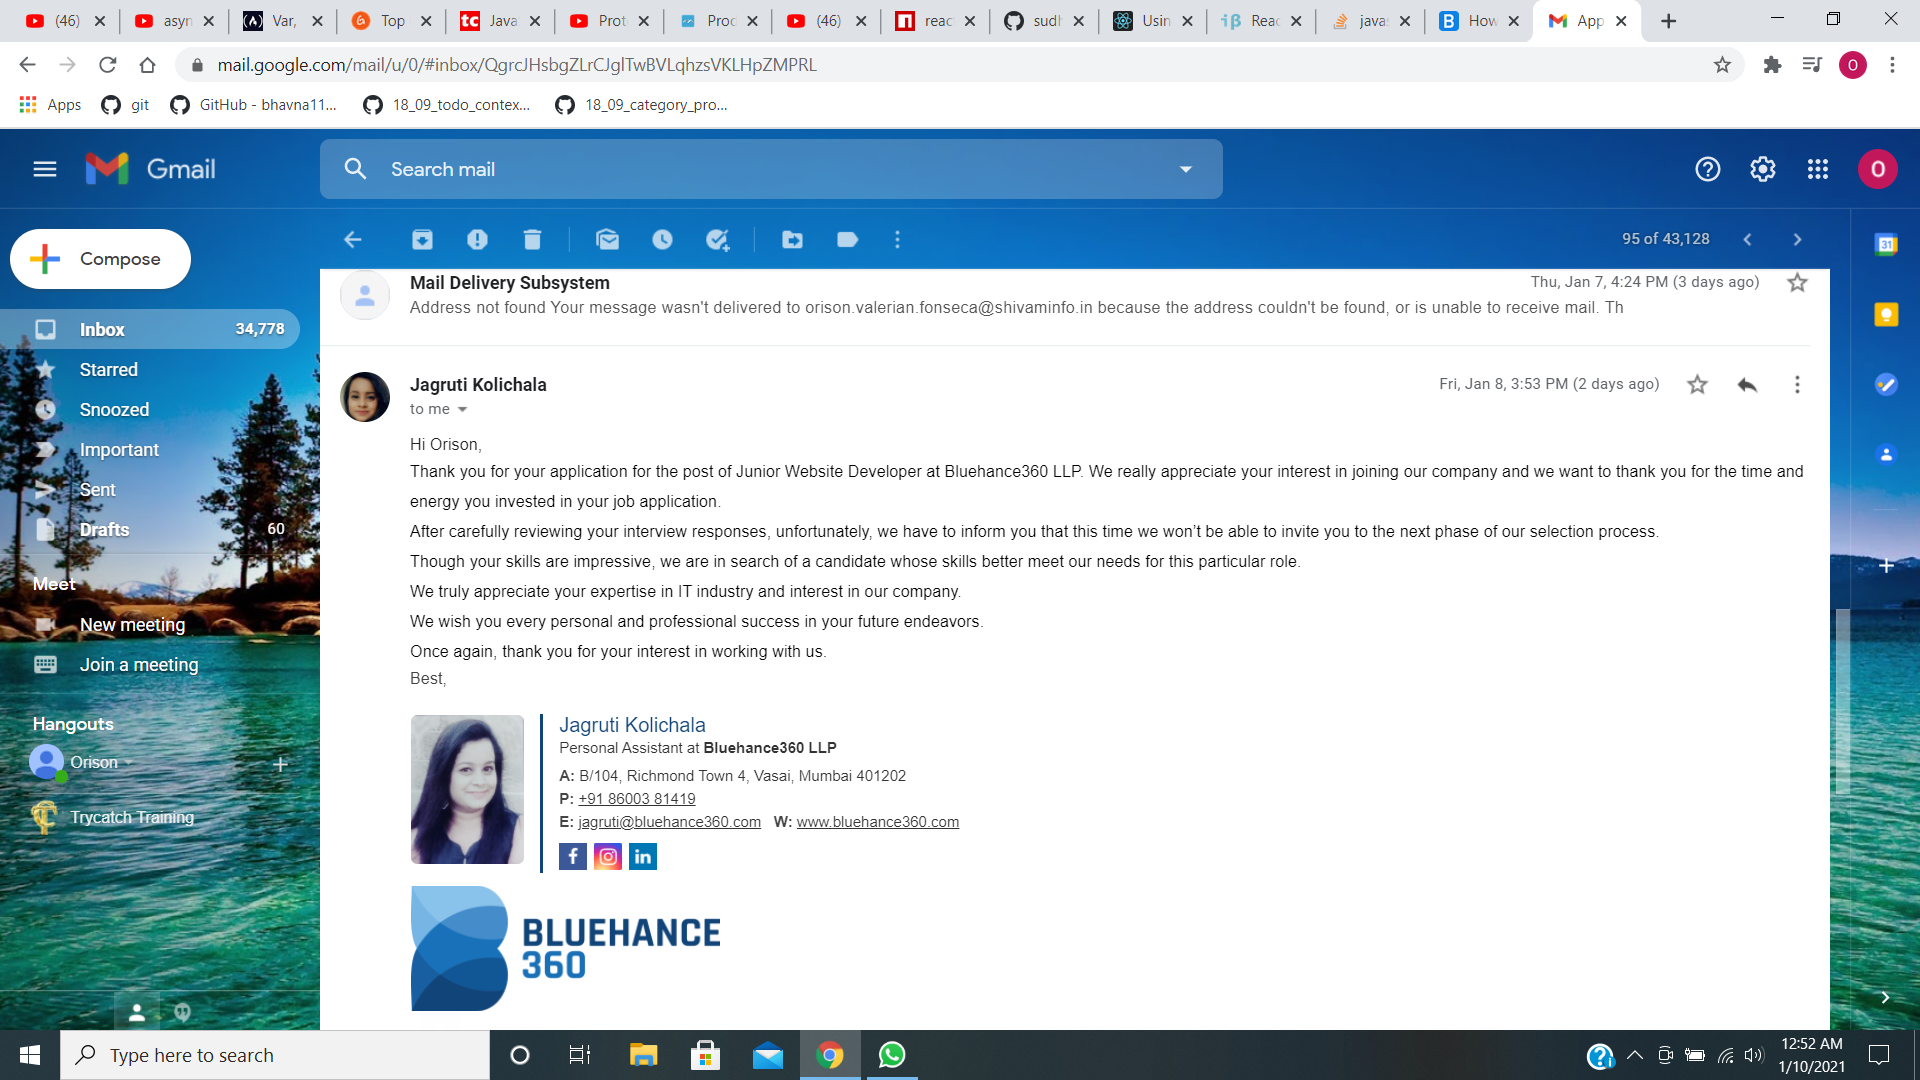 (46)
asyn
Var,
Top
Java
Prot
Prod
(46)
reac
sudh
Usin
Reac
javas
How
App
mail.google.com/mail/u/0/#inbox/QgrcJHsbgZLrCJglTwBVLqhzsVKLHpZMPRL
O
Apps
git
GitHub - bhavna11...
18_09_todo_contex...
18_09_category_pro...
Gmail
Search mail
O
Compose
95 of 43,128
31
Mail Delivery Subsystem
Thu, Jan 7, 4:24 PM (3 days ago)
Address not found Your message wasn't delivered to orison.valerian.fonseca@shivaminfo.in because the address couldn't be found, or is unable to receive mail. Th
Inbox 34,778
Starred
Snoozed
Important
Sent
Drafts 60
Meet
New meeting
Join a meeting
Hangouts
Orison
Trycatch Training
Jagruti Kolichala
Fri, Jan 8, 3:53 PM (2 days ago)
to me
Hi Orison,
Thank you for your application for the post of Junior Website Developer at Bluehance360 LLP. We really appreciate your interest in joining our company and we want to thank you for the time and
energy you invested in your job application.
After carefully reviewing your interview responses, unfortunately, we have to inform you that this time we won’t be able to invite you to the next phase of our selection process.
Though your skills are impressive, we are in search of a candidate whose skills better meet our needs for this particular role.
We truly appreciate your expertise in IT industry and interest in our company.
We wish you every personal and professional success in your future endeavors.
Once again, thank you for your interest in working with us.
Best,
Jagruti Kolichala
Personal Assistant at Bluehance360 LLP
A: B/104, Richmond Town 4, Vasai, Mumbai 401202
P: +91 86003 81419
E: jagruti@bluehance360.com W: www.bluehance360.com
BLUEHANCE
360
Type here to search
12:52 AM
1/10/2021